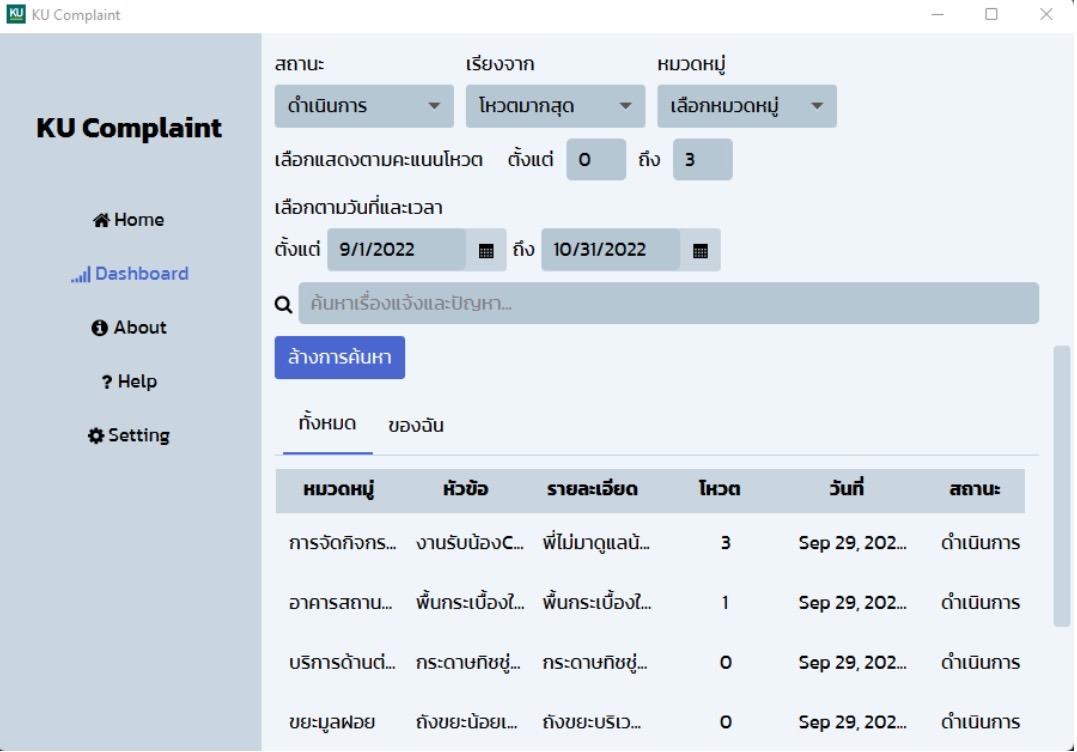 KU KU Complaint
KU Complaint
Home
Dashboard
About
? Help
Setting
สถานะ เรียงจาก หมวดหมู่
ดำเนินการ โหวตมากสุด เลือกหมวดหมู่
เลือกแสดงตามคะแนนโหวต ตั้งแต่ 0 ถึง 3
เลือกตามวันที่และเวลา
ตั้งแต่ 9/1/2022 ถึง 10/31/2022
ค้นหาเรื่องแจ้งและปัญหา...
ล้างการค้นหา
ทั้งหมด ของฉัน
หมวดหมู่ หัวข้อ รายละเอียด โหวต วันที่ สถานะ
การจัดกิจกร... งานรับน้องC... พี่ไม่มาดูแลน้... 3 Sep 29, 202... ดำเนินการ
อาคารสถาน... พื้นกระเบื้องใ... พื้นกระเบื้องใ... 1 Sep 29, 202... ดำเนินการ
บริการด้านต่... กระดาษทิชชู่... กระดาษทิชชู่... 0 Sep 29, 202... ดำเนินการ
ขยะมูลฝอย ถังขยะน้อยเ... ถังขยะบริเว... 0 Sep 29, 202... ดำเนินการ